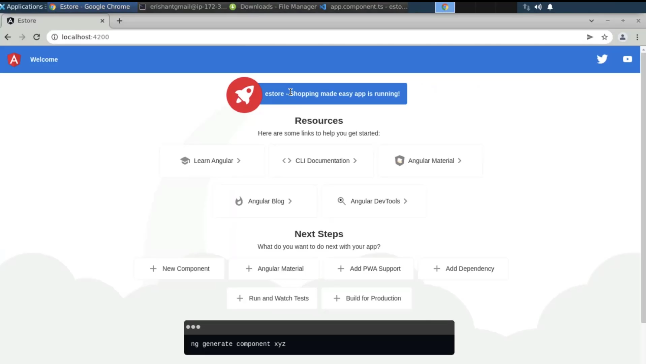 Applications : Estore - Google Chrome erishantgmail@ip-172-3... Downloads - File Manager app.component.ts - esto...
Estore
localhost:4200
Welcome
estore - shopping made easy app is running!
Resources
Here are some links to help you get started:
Learn Angular CLI Documentation Angular Material
Angular Blog Angular DevTools
Next Steps
What do you want to do next with your app?
New Component Angular Material Add PWA Support Add Dependency
Run and Watch Tests Build for Production
ng generate component xyz